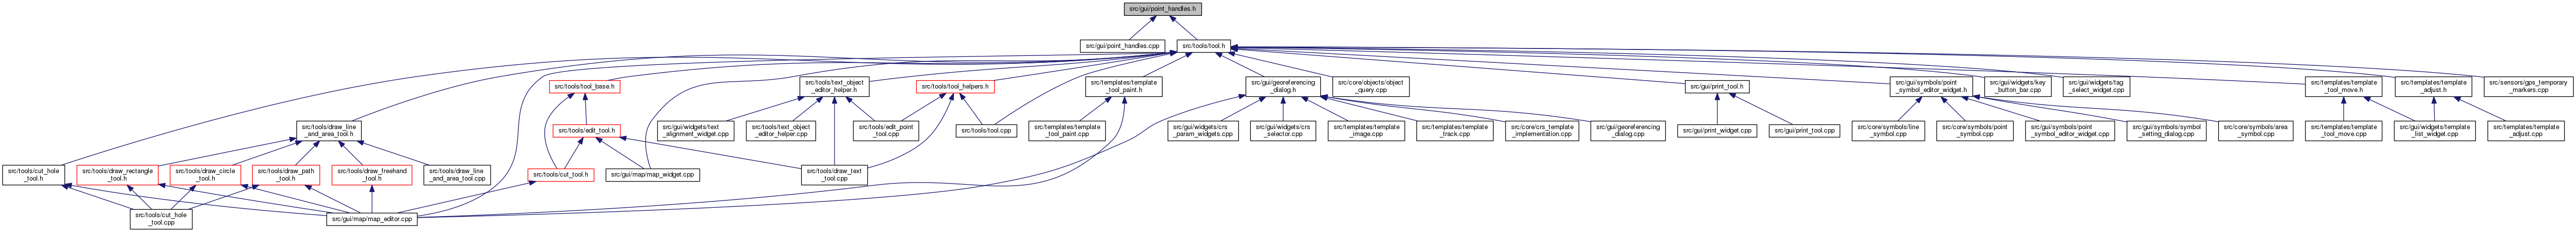 src/gui/point_handles.h
src/gui/point_handles.cpp
src/tools/tool.h
src/tools/tool_base.h
src/tools/text_object
_editor_helper.h
src/tools/tool_helpers.h
src/templates/template
_tool_paint.h
src/gui/georeferencing
_dialog.h
src/core/objects/object
_query.cpp
src/gui/print_tool.h
src/gui/symbols/point
_symbol_editor_widget.h
src/gui/widgets/key
_button_bar.cpp
src/gui/widgets/tag
_select_widget.cpp
src/templates/template
_tool_move.h
src/templates/template
_adjust.h
src/sensors/gps_temporary
_markers.cpp
src/tools/draw_line
_and_area_tool.h
src/tools/edit_tool.h
src/gui/widgets/text
_alignment_widget.cpp
src/tools/text_object
_editor_helper.cpp
src/tools/edit_point
_tool.cpp
src/tools/tool.cpp
src/templates/template
_tool_paint.cpp
src/gui/widgets/crs
_param_widgets.cpp
src/gui/widgets/crs
_selector.cpp
src/templates/template
_image.cpp
src/templates/template
_track.cpp
src/core/crs_template
_implementation.cpp
src/gui/georeferencing
_dialog.cpp
src/gui/print_widget.cpp
src/gui/print_tool.cpp
src/core/symbols/line
_symbol.cpp
src/core/symbols/point
_symbol.cpp
src/gui/symbols/point
_symbol_editor_widget.cpp
src/gui/symbols/symbol
_setting_dialog.cpp
src/core/symbols/area
_symbol.cpp
src/templates/template
_tool_move.cpp
src/gui/widgets/template
_list_widget.cpp
src/templates/template
_adjust.cpp
src/tools/cut_hole
_tool.h
src/tools/draw_rectangle
_tool.h
src/tools/draw_circle
_tool.h
src/tools/draw_path
_tool.h
src/tools/draw_freehand
_tool.h
src/tools/draw_line
_and_area_tool.cpp
src/tools/cut_tool.h
src/gui/map/map_widget.cpp
src/tools/draw_text
_tool.cpp
src/tools/cut_hole
_tool.cpp
src/gui/map/map_editor.cpp